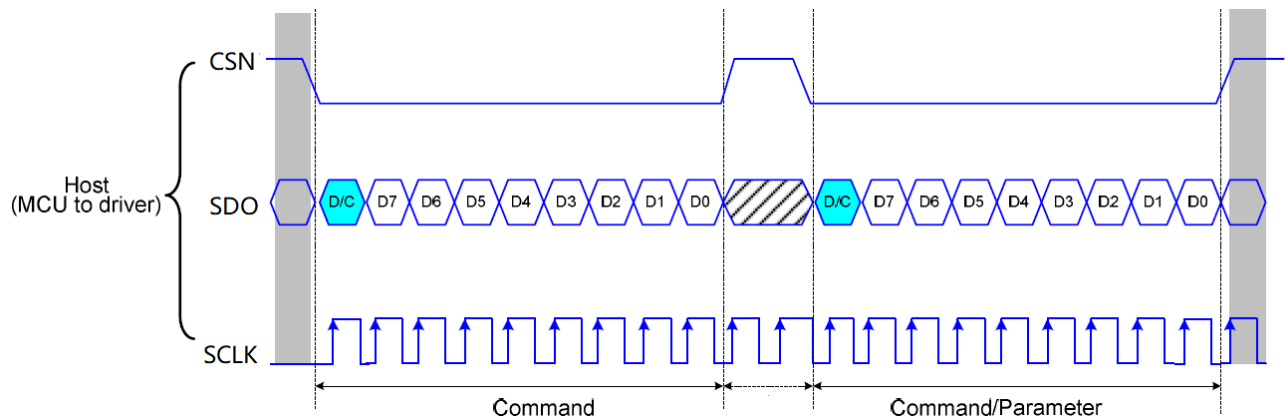 CSN
Host
(MCU to driver)
SDO
D/C D7 D6 D5 D4 D3 D2 D1 D0 D/C D7 D6 D5 D4 D3 D2 D1 D0
SCLK
Command Command/Parameter